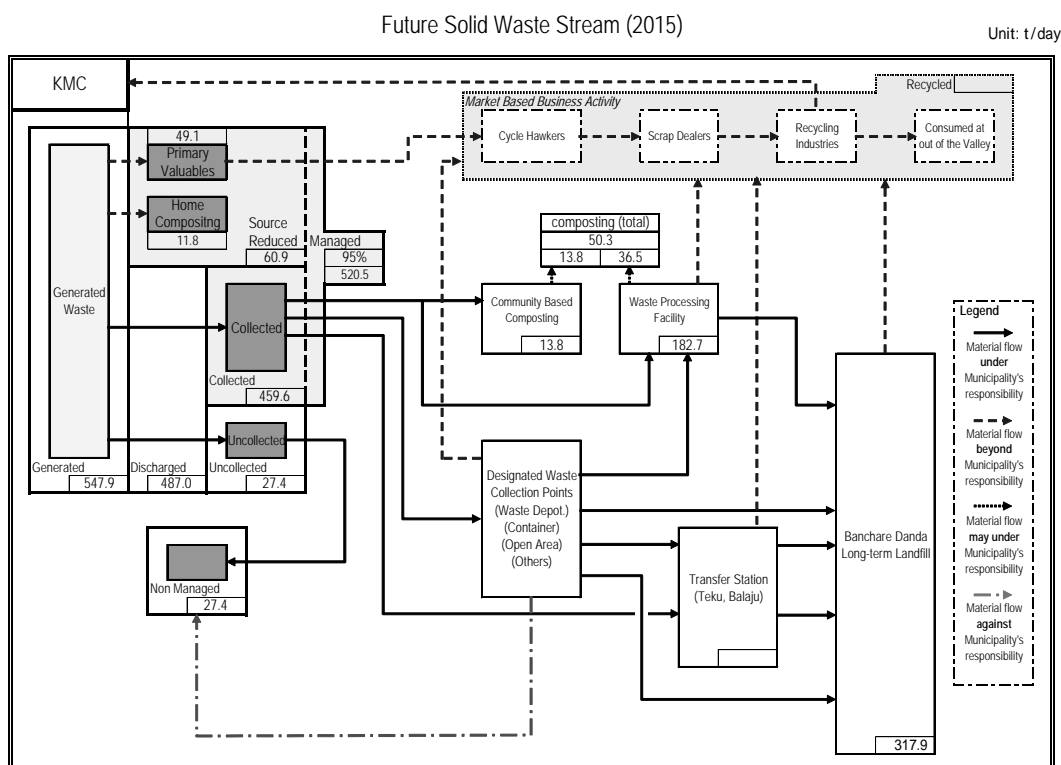 Future Solid Waste Stream (2015)
Unit: t/day
KMC
Recycled
Market Based Business Activity
Cycle Hawkers
Scrap Dealers
Recycling
Industries
Consumed at
out of the Valley
49.1
Primary
Valuables
Home
Compositng
11.8
Source
Reduced
60.9
Managed
95%
520.5
Generated
Waste
Collected
Collected
459.6
Uncollected
Generated
547.9
Discharged
487.0
Uncollected
27.4
Non Managed
27.4
composting (total)
50.3
13.8
36.5
Community Based
Composting
13.8
Waste Processing
Facility
182.7
Designated Waste
Collection Points
(Waste Depot.)
(Container)
(Open Area)
(Others)
Transfer Station
(Teku, Balaju)
Banchare Danda
Long-term Landfill
317.9
Legend
Material flow
under
Municipality's
responsibility
Material flow
beyond
Municipality's
responsibility
Material flow
may under
Municipality's
responsibility
Material flow
against
Municipality's
responsibility